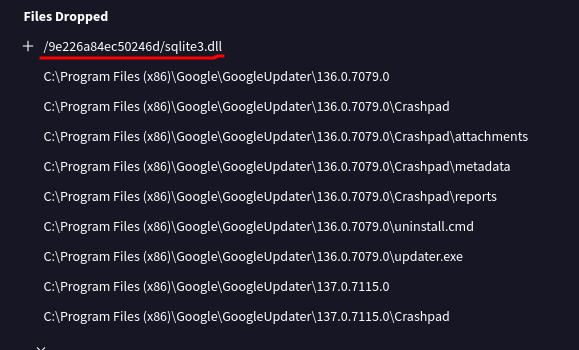 Files Dropped
/9e226a84ec50246d/sqlite3.dll
C:\Program Files (x86)\Google\GoogleUpdater\136.0.7079.0
C:\Program Files (x86)\Google\GoogleUpdater\136.0.7079.0\Crashpad
C:\Program Files (x86)\Google\GoogleUpdater\136.0.7079.0\Crashpad\attachments
C:\Program Files (x86)\Google\GoogleUpdater\136.0.7079.0\Crashpad\metadata
C:\Program Files (x86)\Google\GoogleUpdater\136.0.7079.0\Crashpad\reports
C:\Program Files (x86)\Google\GoogleUpdater\136.0.7079.0\uninstall.cmd
C:\Program Files (x86)\Google\GoogleUpdater\136.0.7079.0\updater.exe
C:\Program Files (x86)\Google\GoogleUpdater\137.0.7115.0
C:\Program Files (x86)\Google\GoogleUpdater\137.0.7115.0\Crashpad